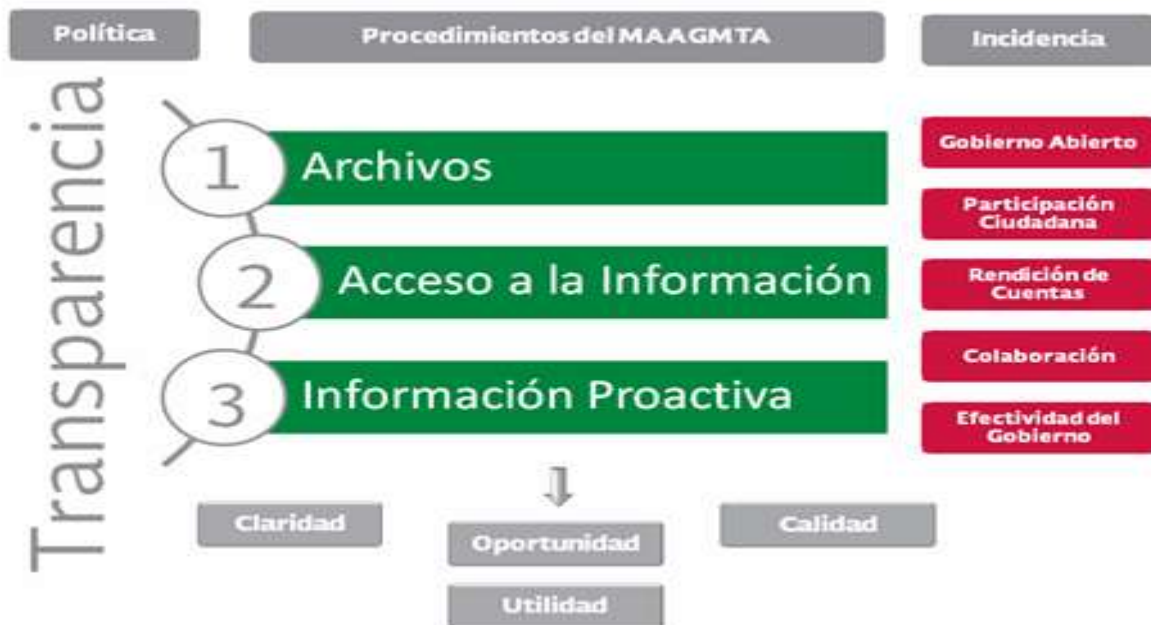 Política
Procedimientos del MAAGMTA
Incidencia
Transparencia
1
Archivos
2
Acceso a la Información
3
Información Proactiva
Gobierno Abierto
Participación
Ciudadana
Rendición de
Cuentas
Colaboración
Efectividad del
Gobierno
Claridad
Oportunidad
Calidad
Utilidad